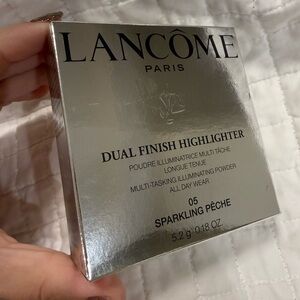 LANCÔME
PARIS
DUAL FINISH HIGHLIGHTER
POUDRE ILLUMINATRICE MULTI TÂCHE
LONGUE TENUE
MULTI-TASKING ILLUMINATING POWDER
ALL DAY WEAR
05
SPARKLING PÊCHE
5.2 g 0.18 OZ.